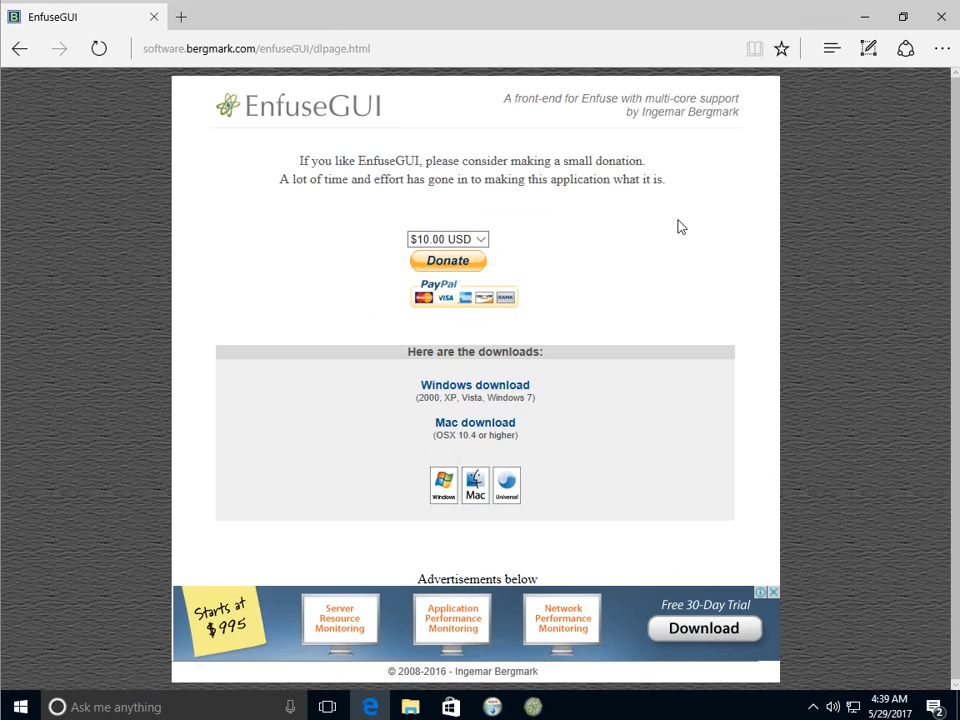 EnfuseGUI
software.bergmark.com/enfuseGUI/dlpage.html
EnfuseGUI
A front-end for Enfuse with multi-core support
by Ingemar Bergmark
If you like EnfuseGUI, please consider making a small donation.
A lot of time and effort has gone in to making this application what it is.
$10.00 USD
Donate
PayPal
MasterCard VISA BANK
Here are the downloads:
Windows download
(2000, XP, Vista, Windows 7)
Mac download
(OSX 10.4 or higher)
Windows Mac Universal
Advertisements below
Starts at
$995
Server
Resource
Monitoring
Application
Performance
Monitoring
Network
Performance
Monitoring
Free 30-Day Trial
Download
© 2008-2016 - Ingemar Bergmark
Ask me anything
4:39 AM
5/29/2017
2